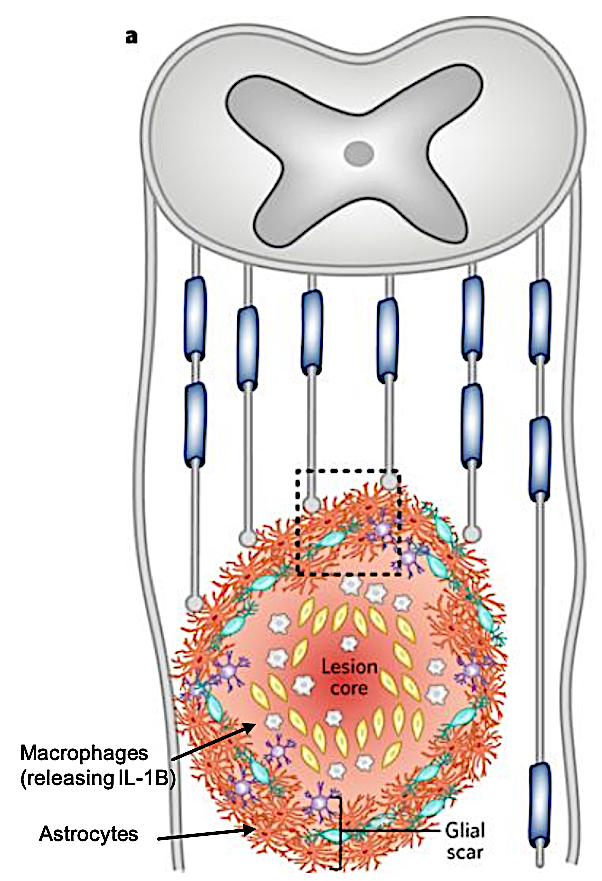 a
Lesion
core
Macrophages
(releasing IL-1B)
Astrocytes
Glial
scar